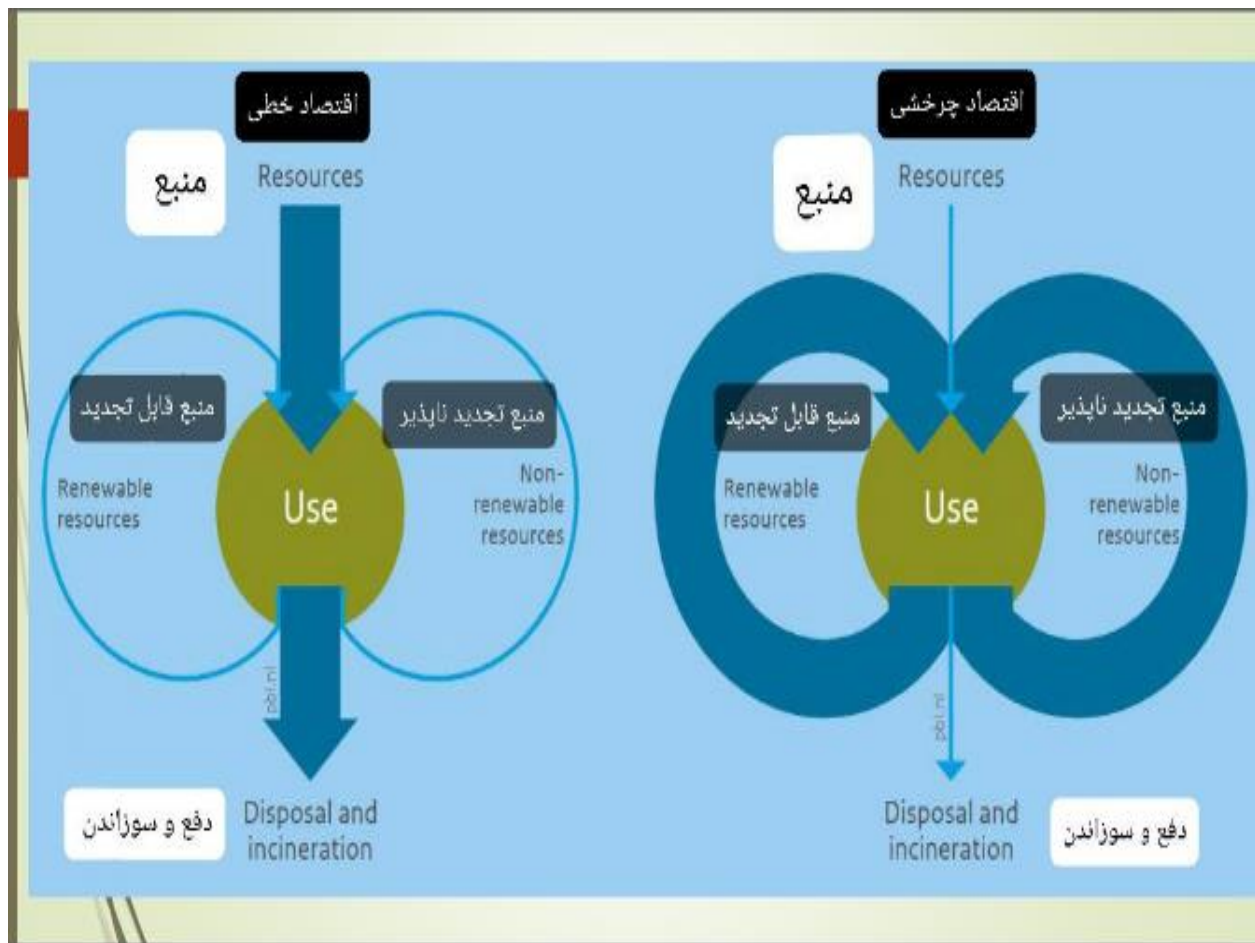 اقتصاد خطی
منبع
Resources
منبع قابل تجدید
منبع تجدید ناپذیر
Renewable
resources
Non-
renewable
resources
Use
pbl.nl
دفع و سوزاندن
Disposal and
incineration
اقتصاد چرخشی
منبع
Resources
منبع قابل تجدید
منبع تجدید ناپذیر
Renewable
resources
Non-
renewable
resources
Use
pbl.nl
Disposal and
incineration
دفع و سوزاندن